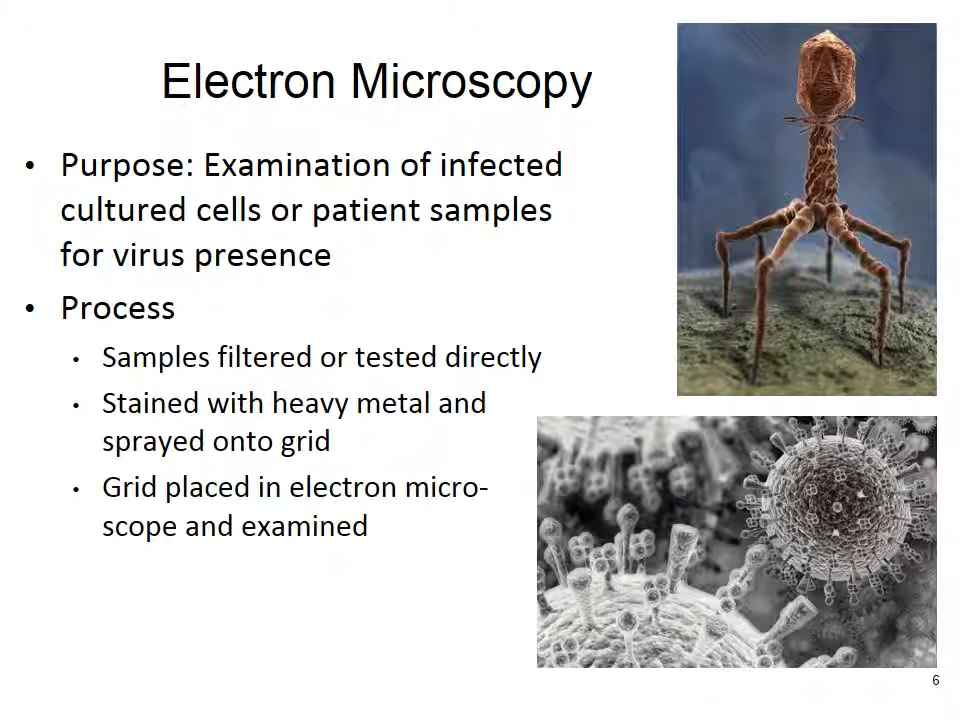 Electron Microscopy
• Purpose: Examination of infected
cultured cells or patient samples
for virus presence
• Process
• Samples filtered or tested directly
• Stained with heavy metal and
sprayed onto grid
• Grid placed in electron micro-
scope and examined
6